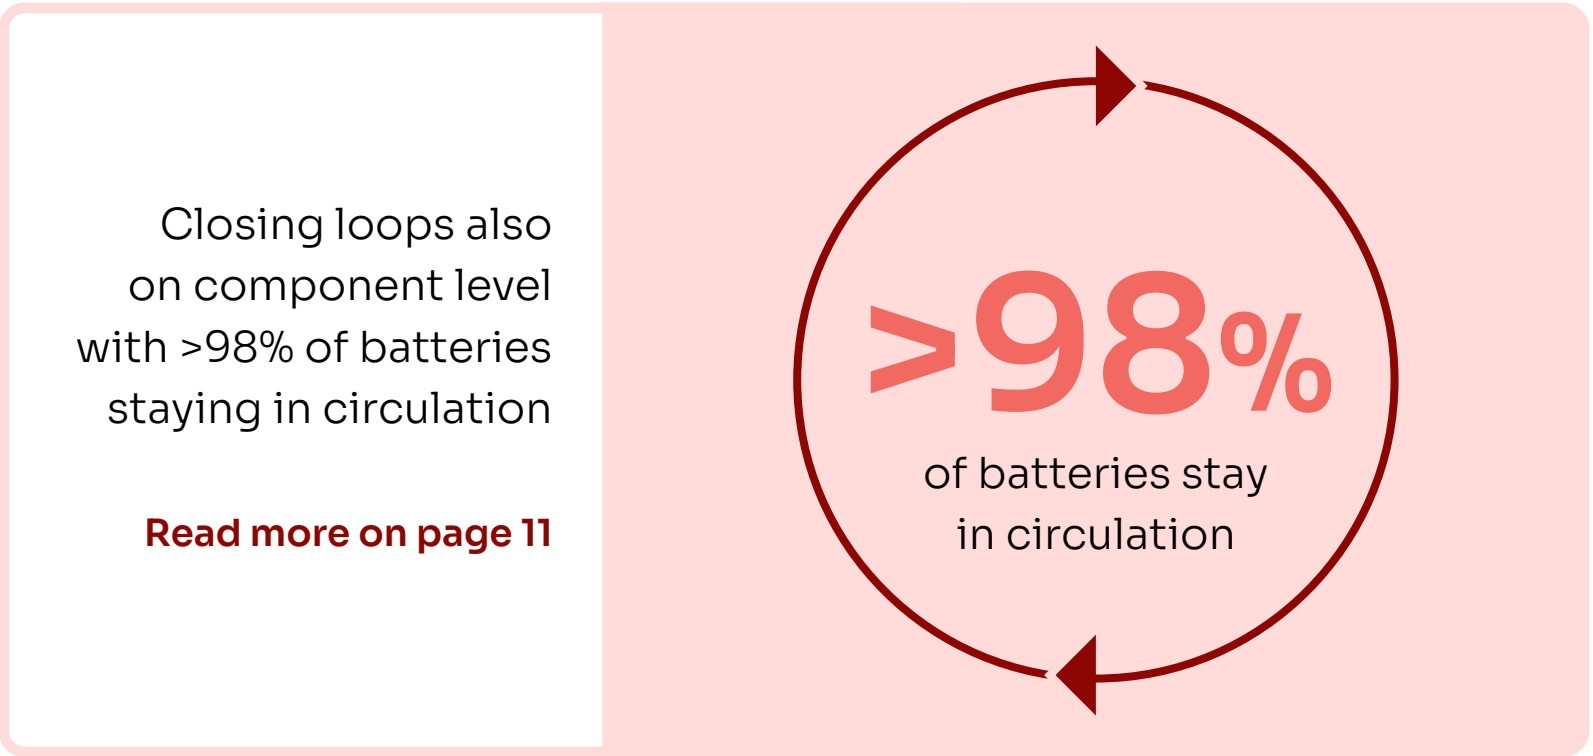 Closing loops also
on component level
with >98% of batteries
staying in circulation
Read more on page 11
>98%
of batteries stay
in circulation